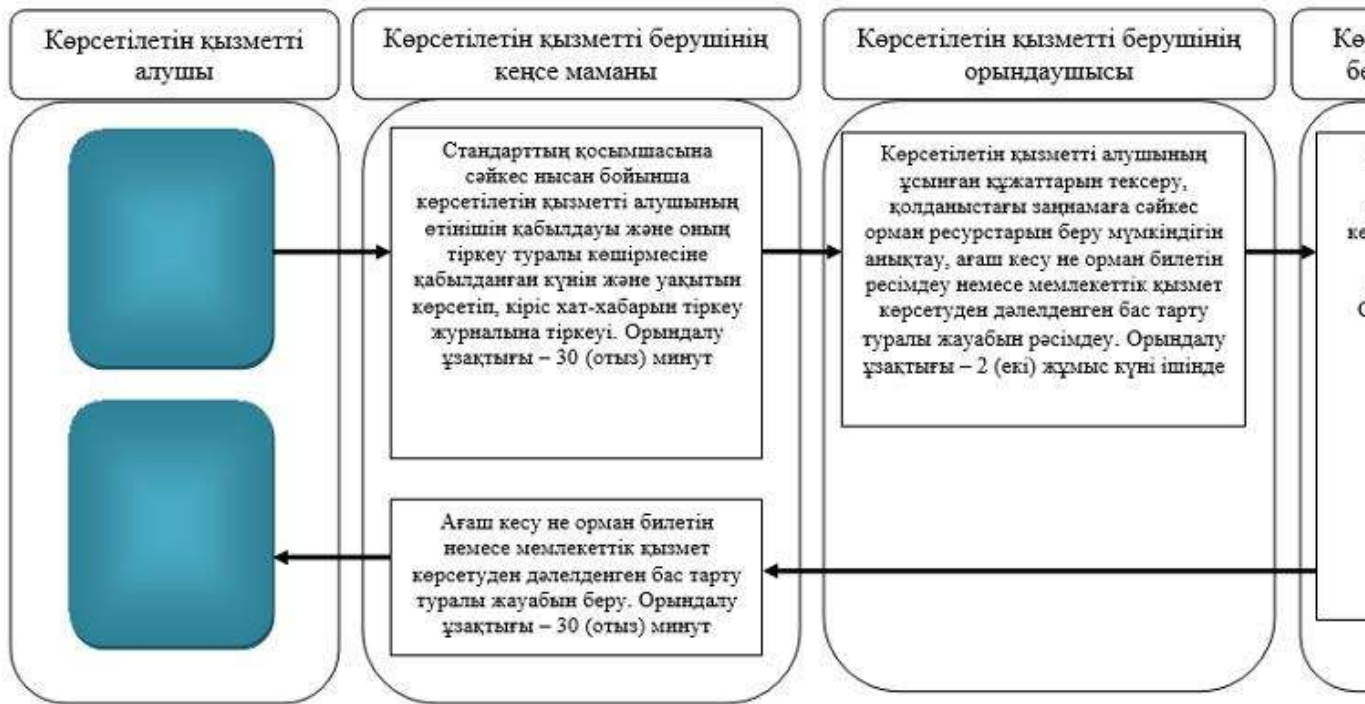 Көрсетілетін қызметті
алушы
Көрсетілетін қызметті берушінің
кеңсе маманы
Көрсетілетін қызметті берушінің
орындаушысы
Стандарттың қосымшасына
сәйкес нысан бойынша
көрсетілетін қызметті алушының
өтінішін қабылдауы және оның
тіркеу туралы көшірмесіне
қабылданған күнін және уақытын
көрсетіп, кіріс хат-хабарын тіркеу
журналына тіркеуі. Орындалу
ұзақтығы – 30 (отыз) минут
Көрсетілетін қызметті алушының
ұсынған құжаттарын тексеру,
қолданыстағы заңнамаға сәйкес
орман ресурстарын беру мүмкіндігін
анықтау, ағаш кесу не орман билетін
ресімдеу немесе мемлекеттік қызмет
көрсетуден дәлелденген бас тарту
туралы жауабын рәсімдеу. Орындалу
ұзақтығы – 2 (екі) жұмыс күні ішінде
Ағаш кесу не орман билетін
немесе мемлекеттік қызмет
көрсетуден дәлелденген бас тарту
туралы жауабын беру. Орындалу
ұзақтығы – 30 (отыз) минут